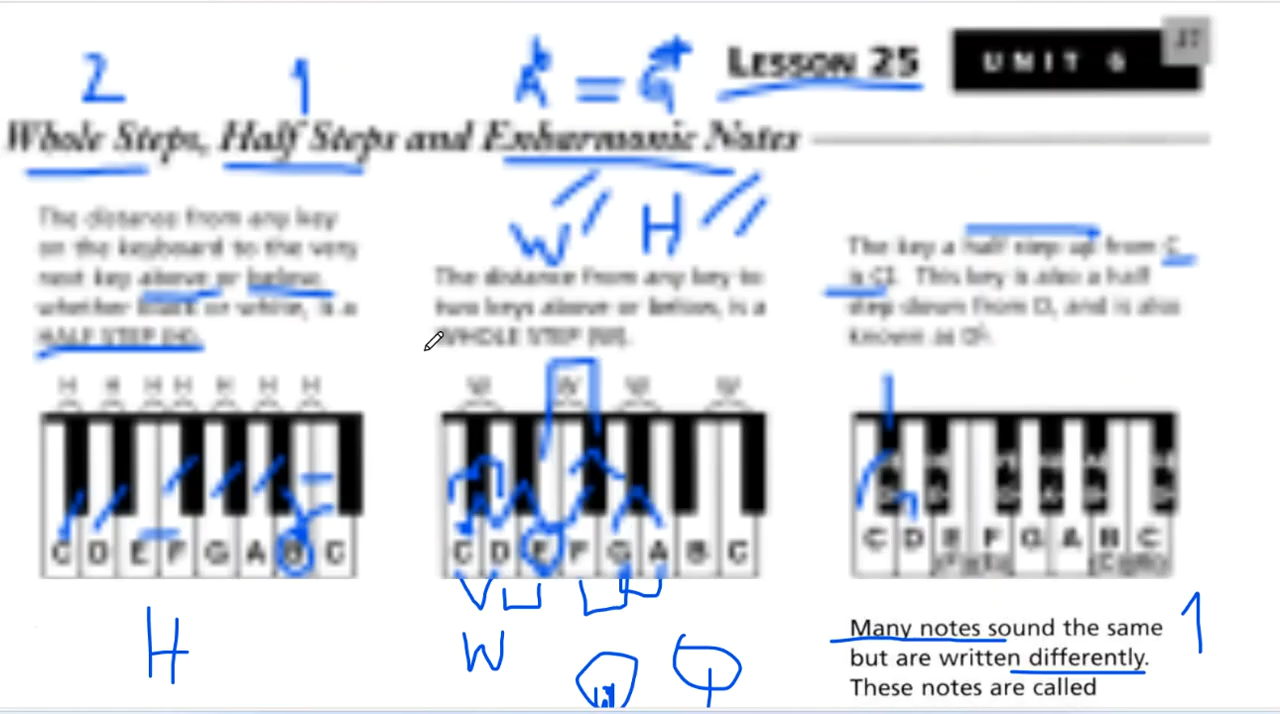 2 1 A♭ = G♯ LESSON 25 UNIT 6
Whole Steps, Half Steps and Enharmonic Notes
W H
The distance from any key
on the keyboard to the very
next key above or below,
whether black or white, is a
HALF STEP (H).
The distance from any key to
two keys above or below, is a
WHOLE STEP (W).
The key a half step up from C
is C♯. This key is also a half
step down from D, and is also
known as D♭.
H H H H H H H
W W W W
C D E F G A B C
C D E F G A B C
C D E F G A B C
H
W
Many notes sound the same
but are written differently.
These notes are called
1